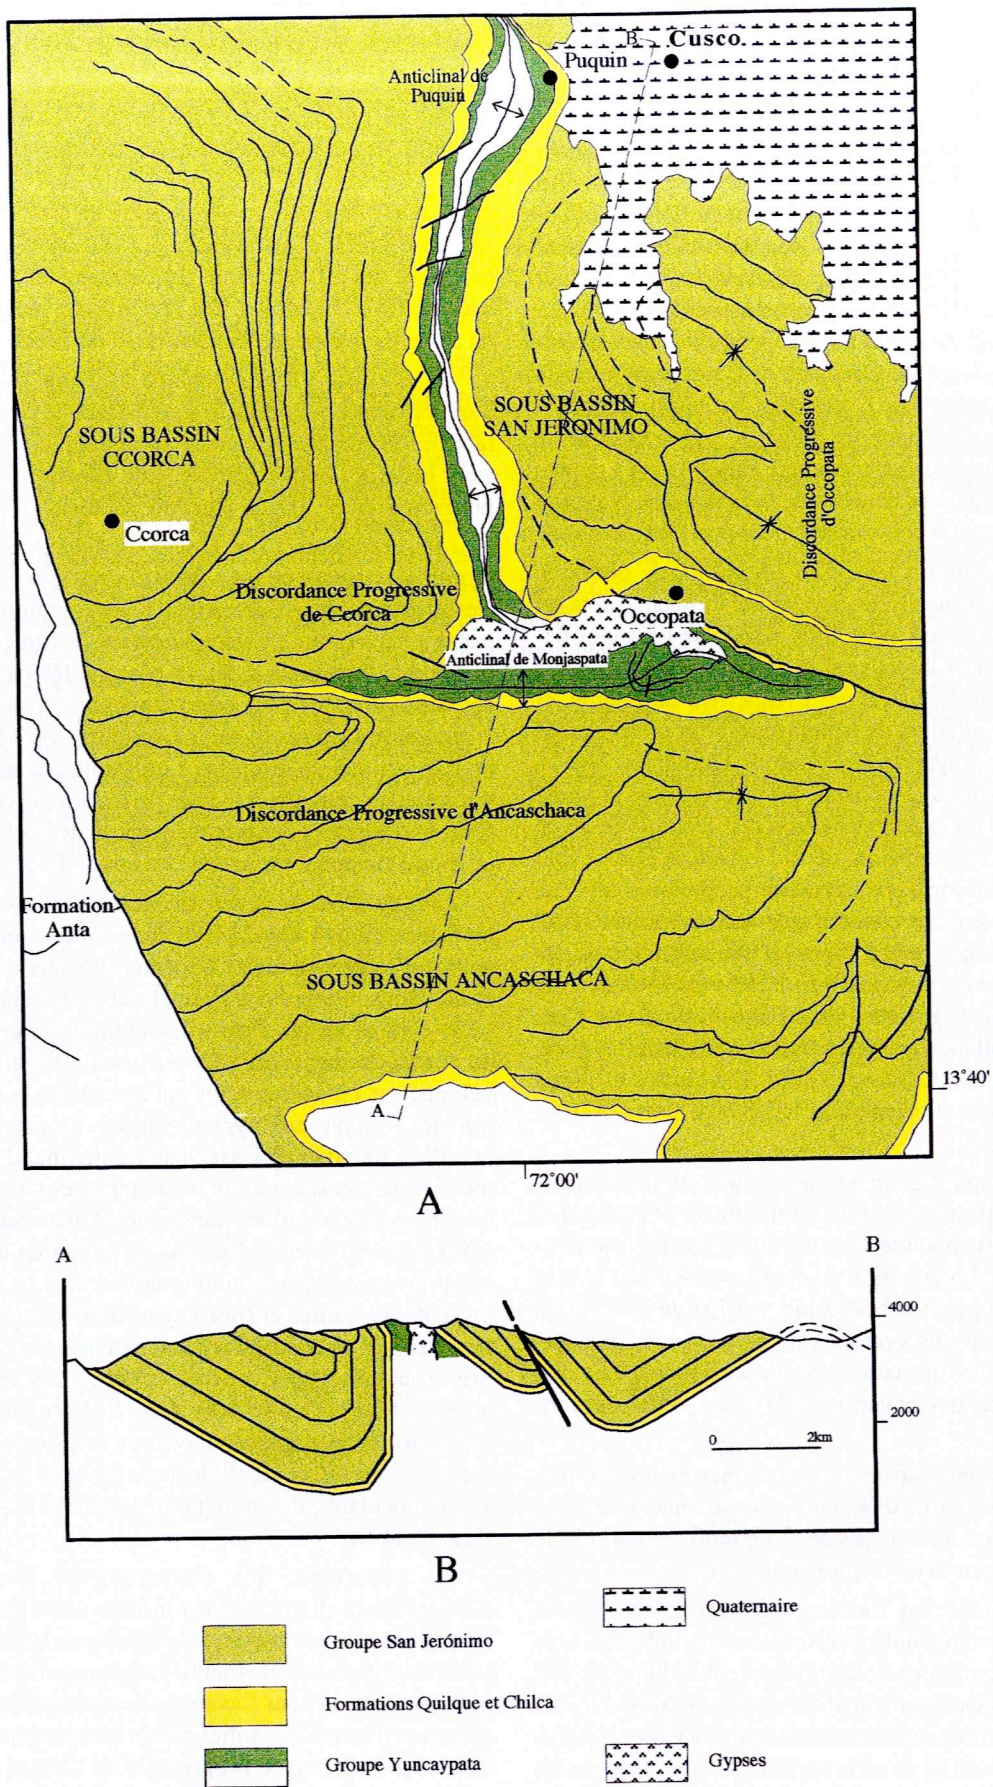 B
Cusco
Puquin
Anticlinal de
Puquin
SOUS BASSIN
CCORCA
SOUS BASSIN
SAN JERONIMO
Discordance Progressive
d'Occopata
Ccorca
Discordance Progressive
de Ccorca
Occopata
Anticlinal de Monjaspata
Discordance Progressive d'Ancaschaca
Formation
Anta
SOUS BASSIN ANCASCHACA
13°40'
A
72°00'
A
A
B
4000
2000
0
2km
B
Quaternaire
Groupe San Jerónimo
Formations Quilque et Chilca
Groupe Yuncaypata
Gypses